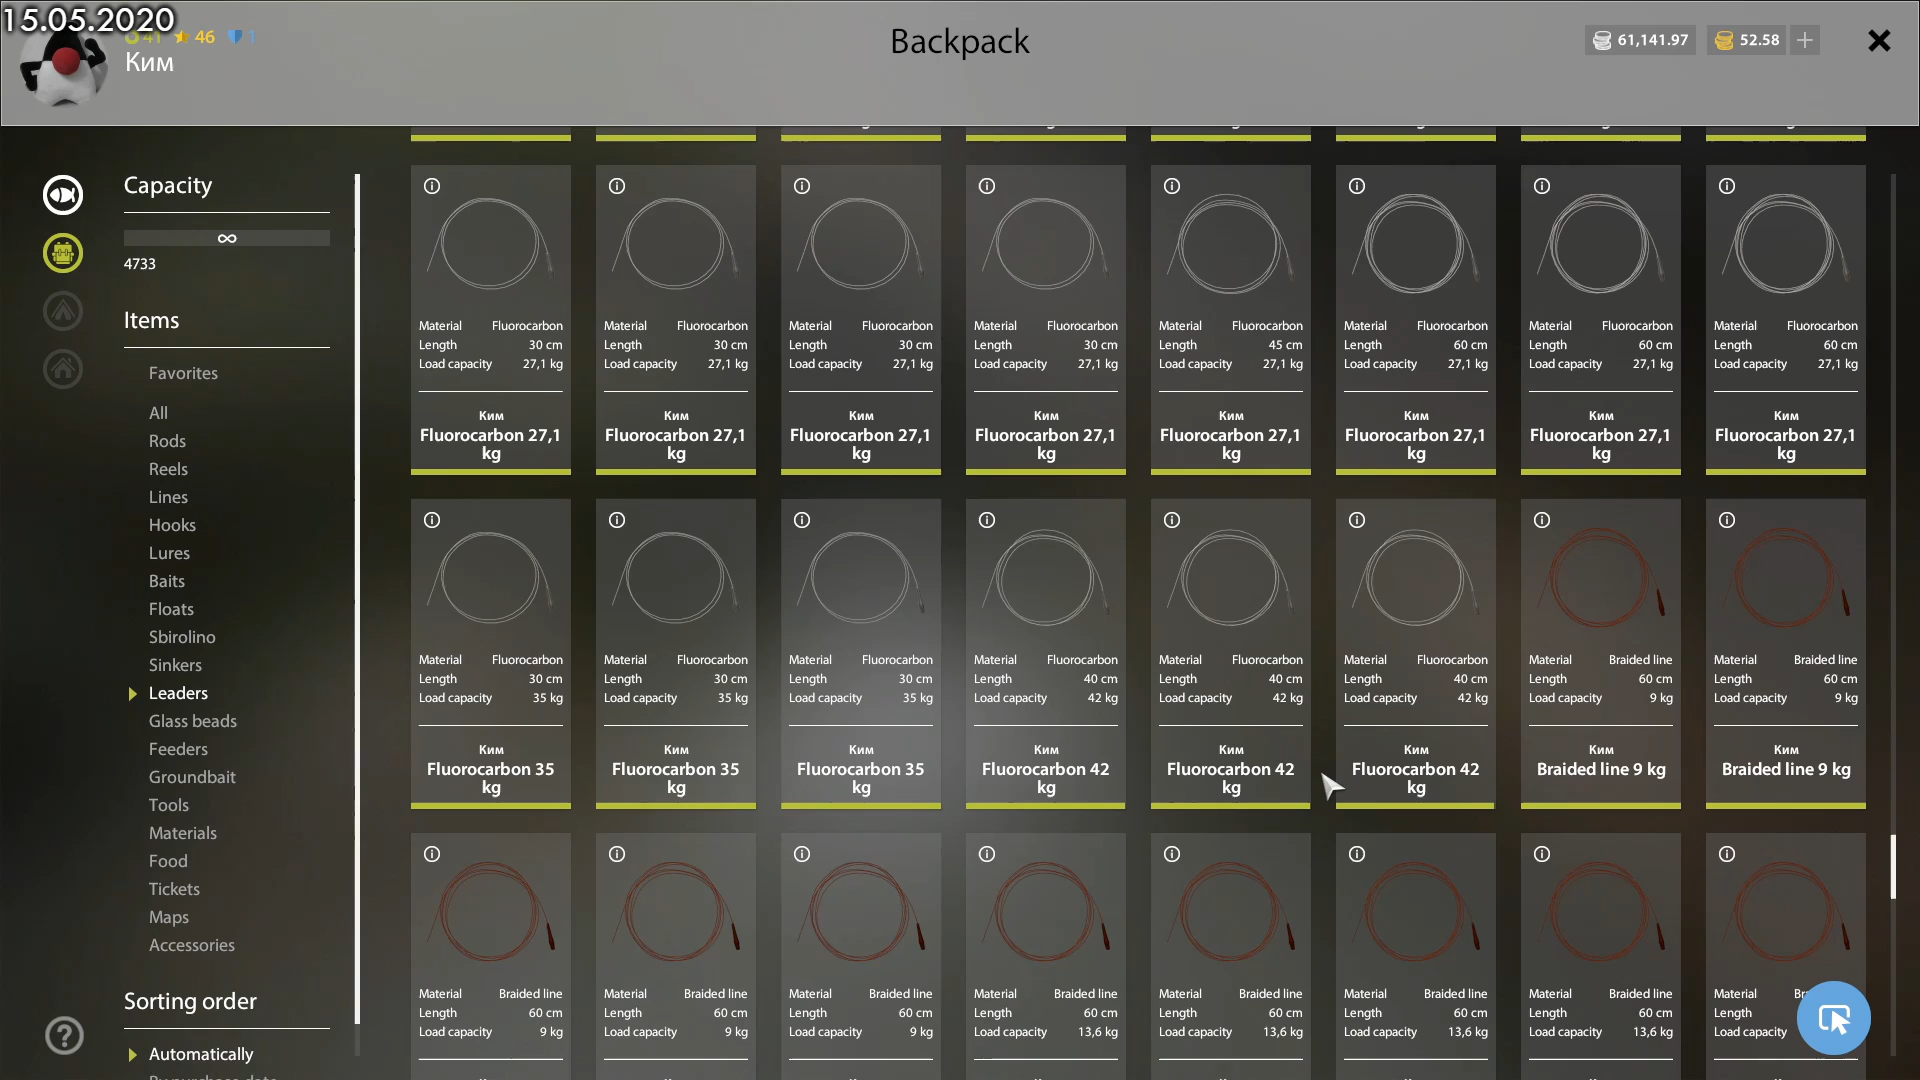 15.05.2020
41 46 1
Ким
Backpack
61,141.97 52.58
Capacity
∞
4733
Items
Favorites
All
Rods
Reels
Lines
Hooks
Lures
Baits
Floats
Sbirolino
Sinkers
Leaders
Glass beads
Feeders
Groundbait
Tools
Materials
Food
Tickets
Maps
Accessories
Sorting order
Automatically
By purchase date
Material Fluorocarbon
Length 30 cm
Load capacity 27,1 kg
Ким
Fluorocarbon 27,1
kg
Material Fluorocarbon
Length 30 cm
Load capacity 27,1 kg
Ким
Fluorocarbon 27,1
kg
Material Fluorocarbon
Length 30 cm
Load capacity 27,1 kg
Ким
Fluorocarbon 27,1
kg
Material Fluorocarbon
Length 30 cm
Load capacity 27,1 kg
Ким
Fluorocarbon 27,1
kg
Material Fluorocarbon
Length 45 cm
Load capacity 27,1 kg
Ким
Fluorocarbon 27,1
kg
Material Fluorocarbon
Length 60 cm
Load capacity 27,1 kg
Ким
Fluorocarbon 27,1
kg
Material Fluorocarbon
Length 60 cm
Load capacity 27,1 kg
Ким
Fluorocarbon 27,1
kg
Material Fluorocarbon
Length 60 cm
Load capacity 27,1 kg
Ким
Fluorocarbon 27,1
kg
Material Fluorocarbon
Length 30 cm
Load capacity 35 kg
Ким
Fluorocarbon 35
kg
Material Fluorocarbon
Length 30 cm
Load capacity 35 kg
Ким
Fluorocarbon 35
kg
Material Fluorocarbon
Length 30 cm
Load capacity 35 kg
Ким
Fluorocarbon 35
kg
Material Fluorocarbon
Length 40 cm
Load capacity 42 kg
Ким
Fluorocarbon 42
kg
Material Fluorocarbon
Length 40 cm
Load capacity 42 kg
Ким
Fluorocarbon 42
kg
Material Fluorocarbon
Length 40 cm
Load capacity 42 kg
Ким
Fluorocarbon 42
kg
Material Braided line
Length 60 cm
Load capacity 9 kg
Ким
Braided line 9 kg
Material Braided line
Length 60 cm
Load capacity 9 kg
Ким
Braided line 9 kg
Material Braided line
Length 60 cm
Load capacity 9 kg
Material Braided line
Length 60 cm
Load capacity 9 kg
Material Braided line
Length 60 cm
Load capacity 9 kg
Material Braided line
Length 60 cm
Load capacity 13,6 kg
Material Braided line
Length 60 cm
Load capacity 13,6 kg
Material Braided line
Length 60 cm
Load capacity 13,6 kg
Material Braided line
Length 60 cm
Load capacity 13,6 kg
Material
Length
Load capacity